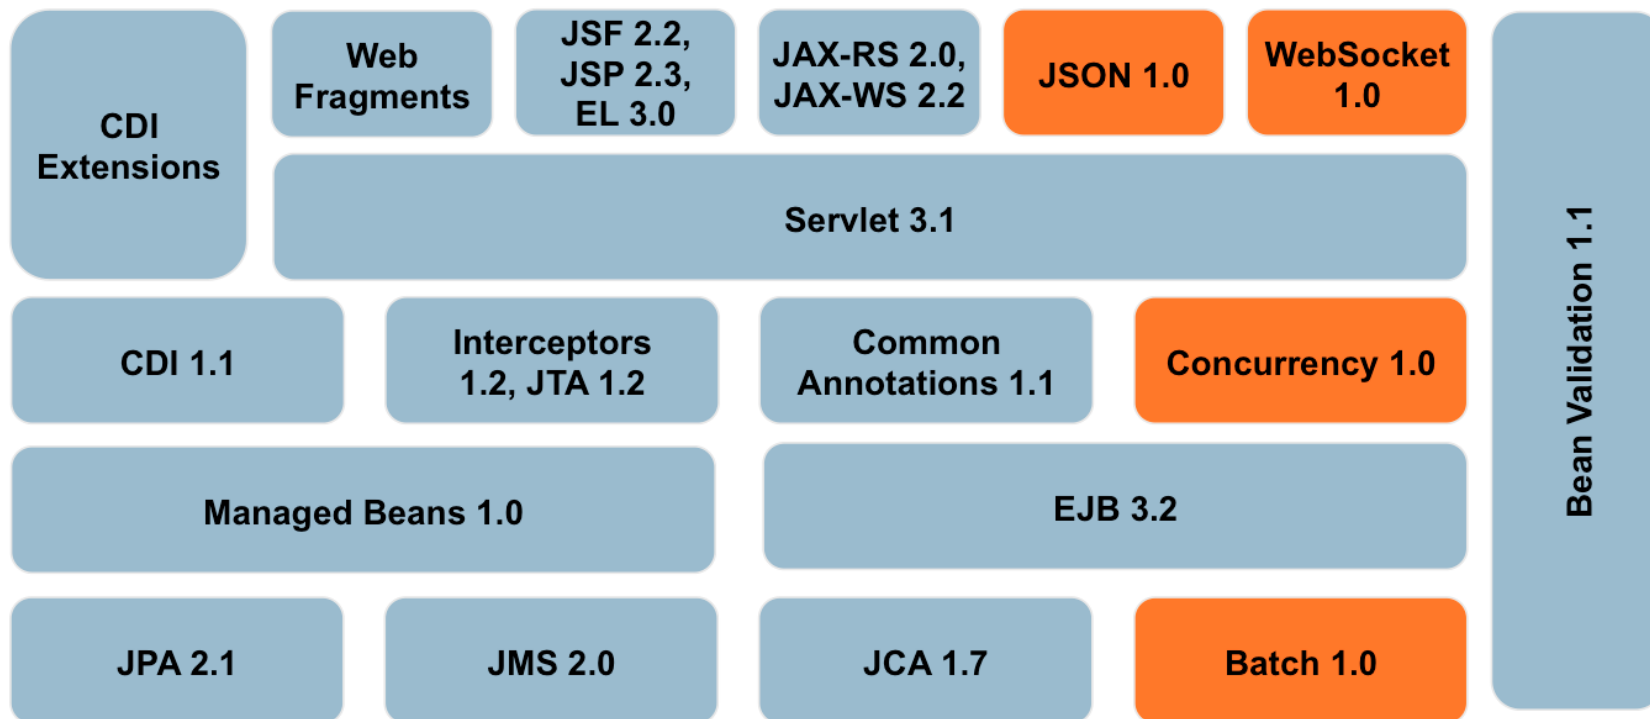 CDI
Extensions
Web
Fragments
JSF 2.2,
JSP 2.3,
EL 3.0
JAX-RS 2.0,
JAX-WS 2.2
JSON 1.0
WebSocket
1.0
Servlet 3.1
CDI 1.1
Interceptors
1.2, JTA 1.2
Common
Annotations 1.1
Concurrency 1.0
Managed Beans 1.0
EJB 3.2
JPA 2.1
JMS 2.0
JCA 1.7
Batch 1.0
Bean Validation 1.1